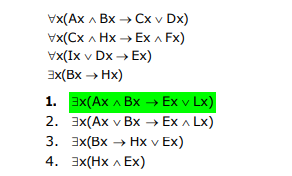 ∀x(Ax ∧ Bx → Cx ∨ Dx)
∀x(Cx ∧ Hx → Ex ∧ Fx)
∀x(Ix ∨ Dx → Ex)
∃x(Bx → Hx)
1. ∃x(Ax ∧ Bx → Ex ∨ Lx)
2. ∃x(Ax ∨ Bx → Ex ∧ Lx)
3. ∃x(Bx → Hx ∨ Ex)
4. ∃x(Hx ∧ Ex)